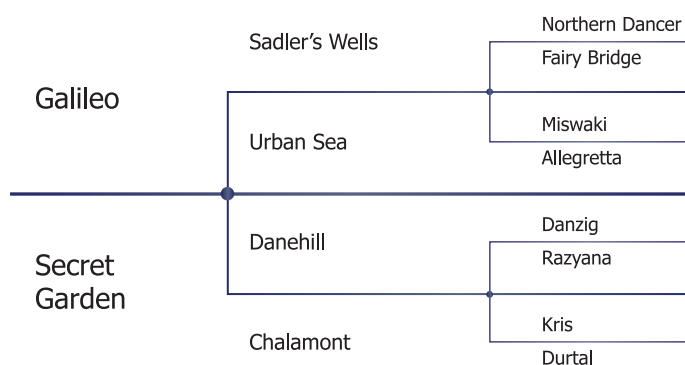 Galileo
Secret
Garden
Sadler's Wells
Urban Sea
Danehill
Chalamont
Northern Dancer
Fairy Bridge
Miswaki
Allegretta
Danzig
Razyana
Kris
Durtal